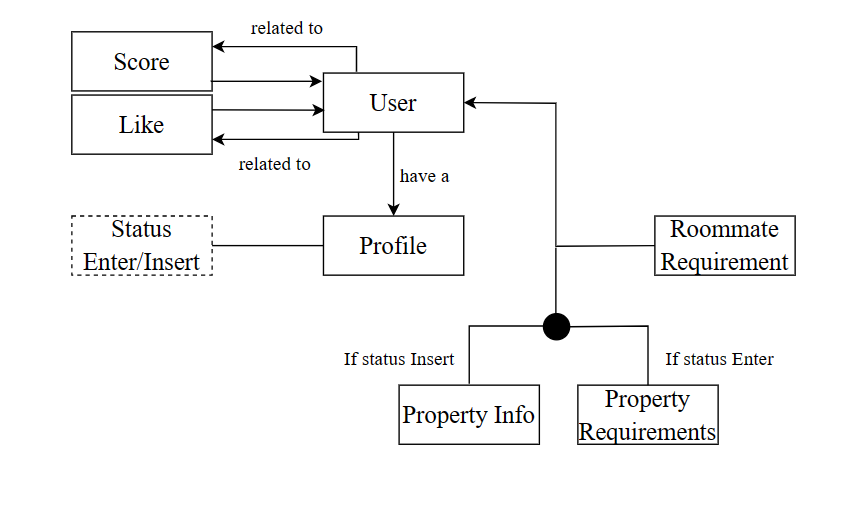 related to
Score
User
Like
related to
have a
Status
Enter/Insert
Profile
Roommate
Requirement
If status Insert
If status Enter
Property Info
Property
Requirements